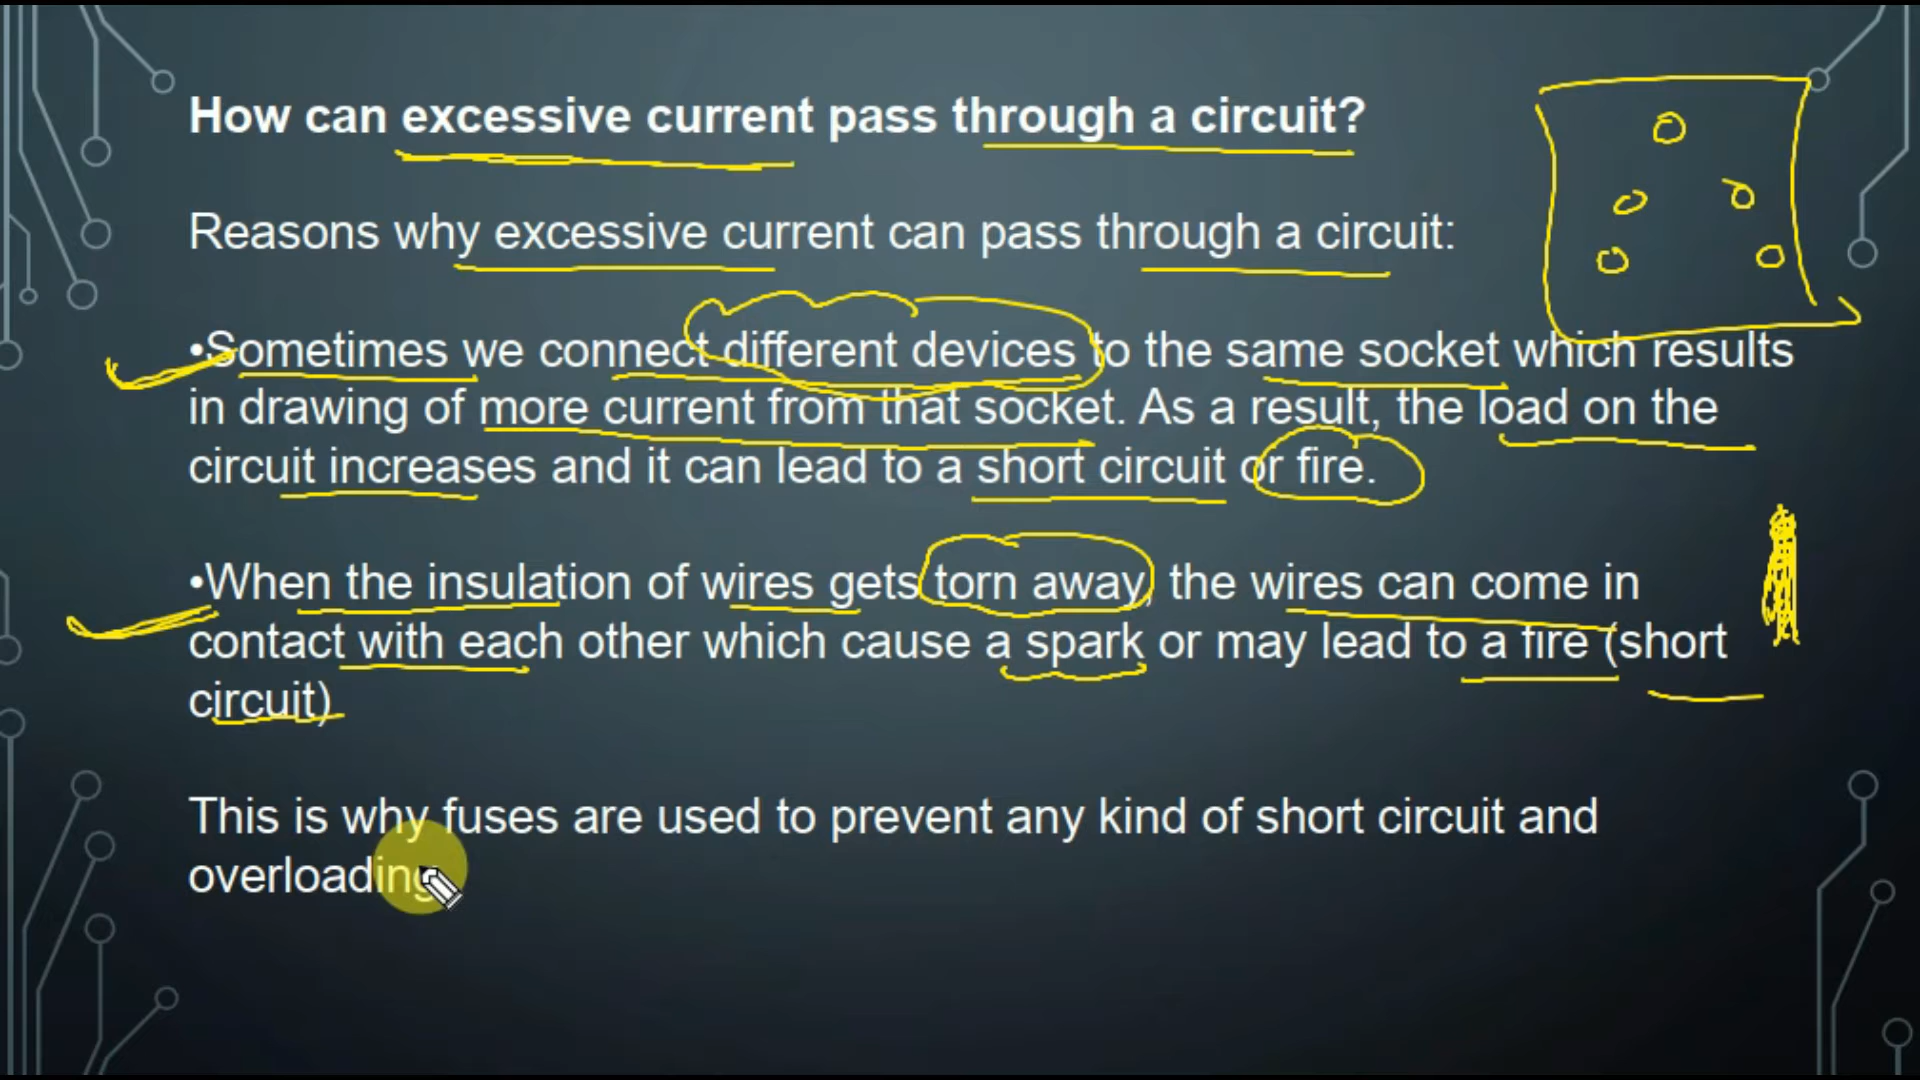 How can excessive current pass through a circuit?
Reasons why excessive current can pass through a circuit:
•Sometimes we connect different devices to the same socket which results
in drawing of more current from that socket. As a result, the load on the
circuit increases and it can lead to a short circuit or fire.
•When the insulation of wires gets torn away, the wires can come in
contact with each other which cause a spark or may lead to a fire (short
circuit)
This is why fuses are used to prevent any kind of short circuit and
overloading